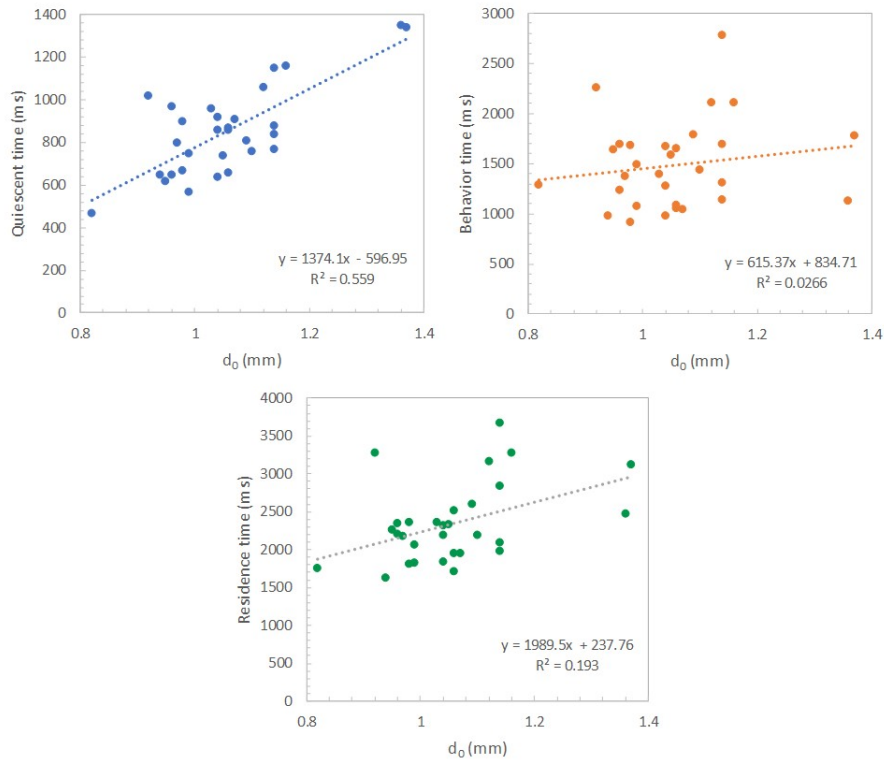 1400
1200
1000
800
600
400
200
0
Quiescent time (ms)
y = 1374.1x - 596.95
R² = 0.559
0.8 1 1.2 1.4
d₀ (mm)
3000
2500
2000
1500
1000
500
0
Behavior time (ms)
y = 615.37x + 834.71
R² = 0.0266
0.8 1 1.2 1.4
d₀ (mm)
4000
3500
3000
2500
2000
1500
1000
500
0
Residence time (ms)
y = 1989.5x + 237.76
R² = 0.193
0.8 1 1.2 1.4
d₀ (mm)